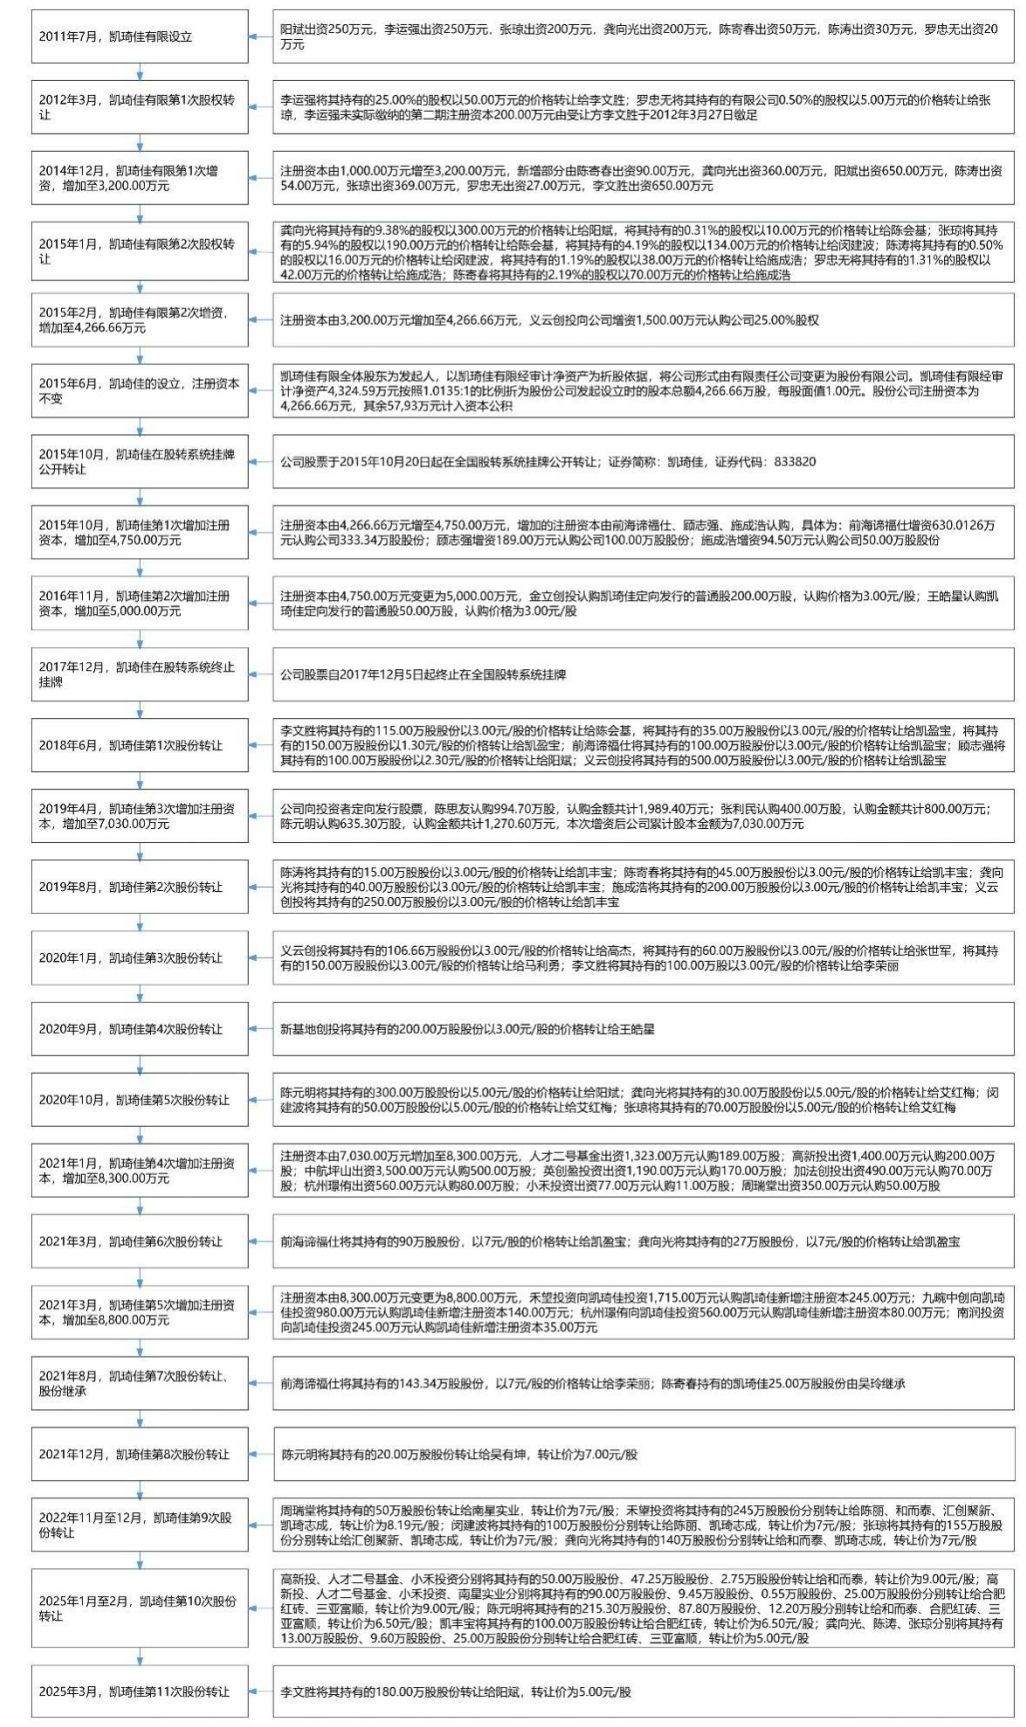 2011年7月，凯琦佳有限设立
阳斌出资250万元，李运强出资250万元，张琼出资200万元，龚向光出资200万元，陈寄春出资50万元，陈涛出资30万元，罗忠无出资20
万元
2012年3月，凯琦佳有限第1次股权转
让
李运强将其持有的25.00%的股权以50.00万元的价格转让给李文胜；罗忠无将其持有的有限公司0.50%的股权以5.00万元的价格转让给张
琼，李运强未实际缴纳的第二期注册资本200.00万元由受让方李文胜于2012年3月27日缴足
2014年12月，凯琦佳有限第1次增
资，增加至3,200.00万元
注册资本由1,000.00万元增至3,200.00万元，新增部分由陈寄春出资90.00万元，龚向光出资360.00万元，阳斌出资650.00万元，陈涛出资
54.00万元，张琼出资369.00万元，罗忠无出资27.00万元，李文胜出资650.00万元
2015年1月，凯琦佳有限第2次股权转
让
龚向光将其持有的9.38%的股权以300.00万元的价格转让给阳斌，将其持有的0.31%的股权以10.00万元的价格转让给陈会基；张琼将其持
有的5.94%的股权以190.00万元的价格转让给陈会基，将其持有的4.19%的股权以134.00万元的价格转让给闵建波；陈涛将其持有的0.50%
的股权以16.00万元的价格转让给闵建波，将其持有的1.19%的股权以38.00万元的价格转让给施成浩；罗忠无将其持有的1.31%的股权以
42.00万元的价格转让给施成浩；陈寄春将其持有的2.19%的股权以70.00万元的价格转让给施成浩
2015年2月，凯琦佳有限第2次增资，
增加至4,266.66万元
注册资本由3,200.00万元增加至4,266.66万元，义云创投向公司增资1,500.00万元认购公司25.00%股权
2015年6月，凯琦佳的设立，注册资本
不变
凯琦佳有限全体股东为发起人，以凯琦佳有限经审计净资产为折股依据，将公司形式由有限责任公司变更为股份有限公司。凯琦佳有限经审
计净资产4,324.59万元按照1.0135:1的比例折为股份公司发起设立时的股本总额4,266.66万股，每股面值1.00元。股份公司注册资本为
4,266.66万元，其余57,93万元计入资本公积
2015年10月，凯琦佳在股转系统挂牌
公开转让
公司股票于2015年10月20日起在全国股转系统挂牌公开转让；证券简称：凯琦佳，证券代码：833820
2015年10月，凯琦佳第1次增加注册
资本，增加至4,750.00万元
注册资本由4,266.66万元增至4,750.00万元，增加的注册资本由前海谛福仕、顾志强、施成浩认购，具体为：前海谛福仕增资630.0126万
元认购公司333.34万股股份；顾志强增资189.00万元认购公司100.00万股股份；施成浩增资94.50万元认购公司50.00万股股份
2016年11月，凯琦佳第2次增加注册
资本，增加至5,000.00万元
注册资本由4,750.00万元变更为5,000.00万元，金立创投认购凯琦佳定向发行的普通股200.00万股，认购价格为3.00元/股；王皓星认购凯
琦佳定向发行的普通股50.00万股，认购价格为3.00元/股
2017年12月，凯琦佳在股转系统终止
挂牌
公司股票自2017年12月5日起终止在全国股转系统挂牌
2018年6月，凯琦佳第1次股份转让
李文胜将其持有的115.00万股股份以3.00元/股的价格转让给陈会基，将其持有的35.00万股股份以3.00元/股的价格转让给凯盈宝，将其持
有的150.00万股股份以1.30元/股的价格转让给凯盈宝；前海谛福仕将其持有的100.00万股股份以3.00元/股的价格转让给凯盈宝；顾志强将
其持有的100.00万股股份以2.30元/股的价格转让给阳斌；义云创投将其持有的500.00万股股份以3.00元/股的价格转让给凯盈宝
2019年4月，凯琦佳第3次增加注册资
本，增加至7,030.00万元
公司向投资者定向发行股票，陈思友认购994.70万股，认购金额共计1,989.40万元；张利民认购400.00万股，认购金额共计800.00万元；
陈元明认购635.30万股，认购金额共计1,270.60万元，本次增资后公司累计股本金额为7,030.00万元
2019年8月，凯琦佳第2次股份转让
陈涛将其持有的15.00万股股份以3.00元/股的价格转让给凯丰宝；陈寄春将其持有的45.00万股股份以3.00元/股的价格转让给凯丰宝；龚向
光将其持有的40.00万股股份以3.00元/股的价格转让给凯丰宝；施成浩将其持有的200.00万股股份以3.00元/股的价格转让给凯丰宝；义云
创投将其持有的250.00万股股份以3.00元/股的价格转让给凯丰宝
2020年1月，凯琦佳第3次股份转让
义云创投将其持有的106.66万股股份以3.00元/股的价格转让给高杰，将其持有的60.00万股股份以3.00元/股的价格转让给张世军，将其持
有的150.00万股股份以3.00元/股的价格转让给马利勇；李文胜将其持有的100.00万股以3.00元/股的价格转让给李荣丽
2020年9月，凯琦佳第4次股份转让
新基地创投将其持有的200.00万股股份以3.00元/股的价格转让给王皓星
2020年10月，凯琦佳第5次股份转让
陈元明将其持有的300.00万股股份以5.00元/股的价格转让给阳斌；龚向光将其持有的30.00万股股份以5.00元/股的价格转让给艾红梅；闵
建波将其持有的50.00万股股份以5.00元/股的价格转让给艾红梅；张琼将其持有的70.00万股股份以5.00元/股的价格转让给艾红梅
2021年1月，凯琦佳第4次增加注册资
本，增加至8,300.00万元
注册资本由7,030.00万元增加至8,300.00万元，人才二号基金出资1,323.00万元认购189.00万股；高新投出资1,400.00万元认购200.00万
股；中航坪山出资3,500.00万元认购500.00万股；英创盈投资出资1,190.00万元认购170.00万股；加法创投出资490.00万元认购70.00万
股；杭州璟侑出资560.00万元认购80.00万股；小禾投资出资77.00万元认购11.00万股；周瑞堂出资350.00万元认购50.00万股
2021年3月，凯琦佳第6次股份转让
前海谛福仕将其持有的90万股股份，以7元/股的价格转让给凯盈宝；龚向光将其持有的27万股股份，以7元/股的价格转让给凯盈宝
2021年3月，凯琦佳第5次增加注册资
本，增加至8,800.00万元
注册资本由8,300.00万元变更为8,800.00万元，禾望投资向凯琦佳投资1,715.00万元认购凯琦佳新增注册资本245.00万元；九畹中创向凯琦
佳投资980.00万元认购凯琦佳新增注册资本140.00万元；杭州璟侑向凯琦佳投资560.00万元认购凯琦佳新增注册资本80.00万元；南润投资
向凯琦佳投资245.00万元认购凯琦佳新增注册资本35.00万元
2021年8月，凯琦佳第7次股份转让、
股份继承
前海谛福仕将其持有的143.34万股股份，以7元/股的价格转让给李荣丽；陈寄春持有的凯琦佳25.00万股股份由吴玲继承
2021年12月，凯琦佳第8次股份转让
陈元明将其持有的20.00万股股份转让给吴有坤，转让价为7.00元/股
2022年11月至12月，凯琦佳第9次股
份转让
周瑞堂将其持有的50万股股份转让给南星实业，转让价为7元/股；禾望投资将其持有的245万股股份分别转让给陈丽、和而泰、汇创聚新、
凯琦志成，转让价为8.19元/股；闵建波将其持有的100万股股份分别转让给陈丽、凯琦志成，转让价为7元/股；张琼将其持有的155万股股
份分别转让给汇创聚新、凯琦志成，转让价为7元/股；龚向光将其持有的140万股股份分别转让给和而泰、凯琦志成，转让价为7元/股
2025年1月至2月，凯琦佳第10次股份
转让
高新投、人才二号基金、小禾投资分别将其持有的50.00万股股份、47.25万股股份、2.75万股股份转让给和而泰，转让价为9.00元/股；高
新投、人才二号基金、小禾投资、南星实业分别将其持有的90.00万股股份、9.45万股股份、0.55万股股份、25.00万股股份分别转让给合肥
红砖、三亚富顺，转让价为9.00元/股；陈元明将其持有的215.30万股股份、87.80万股股份、12.20万股分别转让给和而泰、合肥红砖、三
亚富顺，转让价为6.50元/股；凯丰宝将其持有的100.00万股股份转让给合肥红砖，转让价为6.50元/股；龚向光、陈涛、张琼分别将其持有
13.00万股股份、9.60万股股份、25.00万股股份分别转让给合肥红砖、三亚富顺，转让价为5.00元/股
2025年3月，凯琦佳第11次股份转让
李文胜将其持有的180.00万股股份转让给阳斌，转让价为5.00元/股